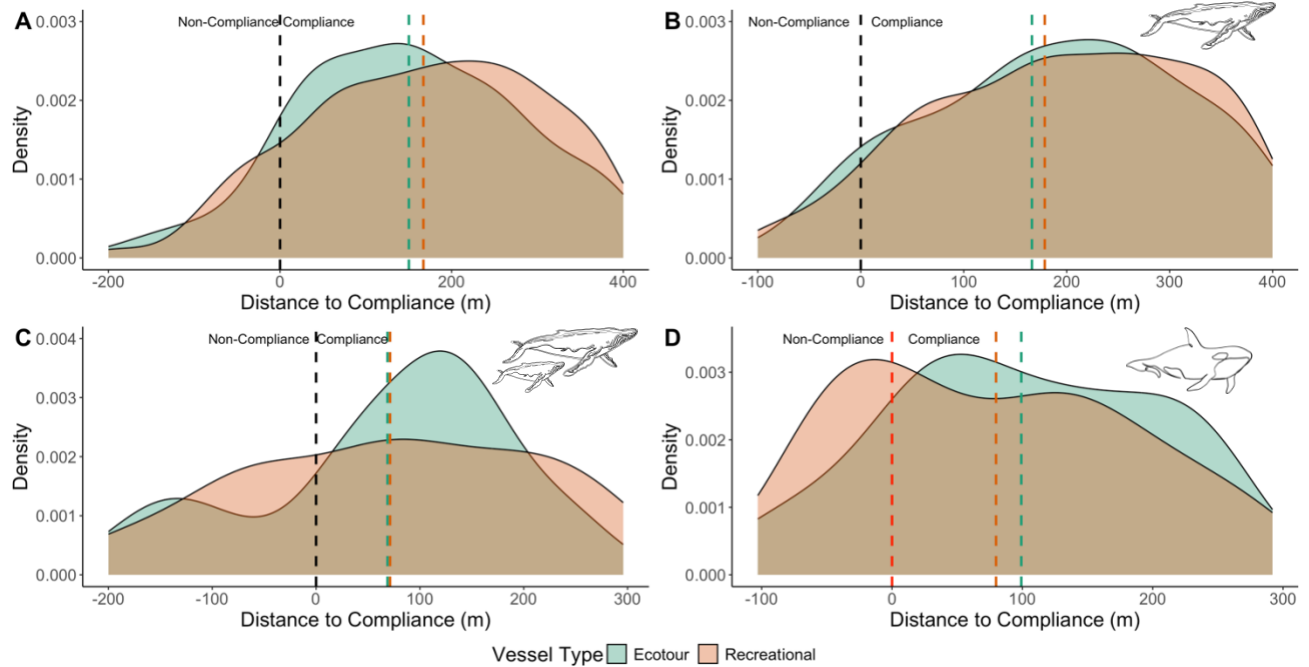 A
Non-Compliance Compliance
0.003
0.002
0.001
0.000
Density
-200 0 200 400
Distance to Compliance (m)
B
Non-Compliance Compliance
0.003
0.002
0.001
0.000
Density
-100 0 100 200 300 400
Distance to Compliance (m)
C
Non-Compliance Compliance
0.004
0.003
0.002
0.001
0.000
Density
-200 -100 0 100 200 300
Distance to Compliance (m)
D
Non-Compliance Compliance
0.003
0.002
0.001
0.000
Density
-100 0 100 200 300
Distance to Compliance (m)
Vessel Type Ecotour Recreational